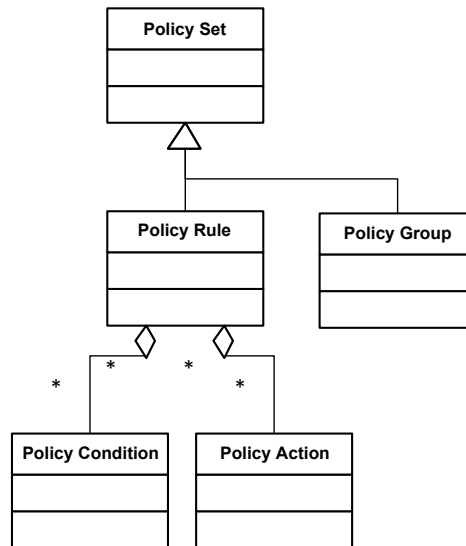 Policy Set
Policy Rule
Policy Group
* * * *
Policy Condition
Policy Action